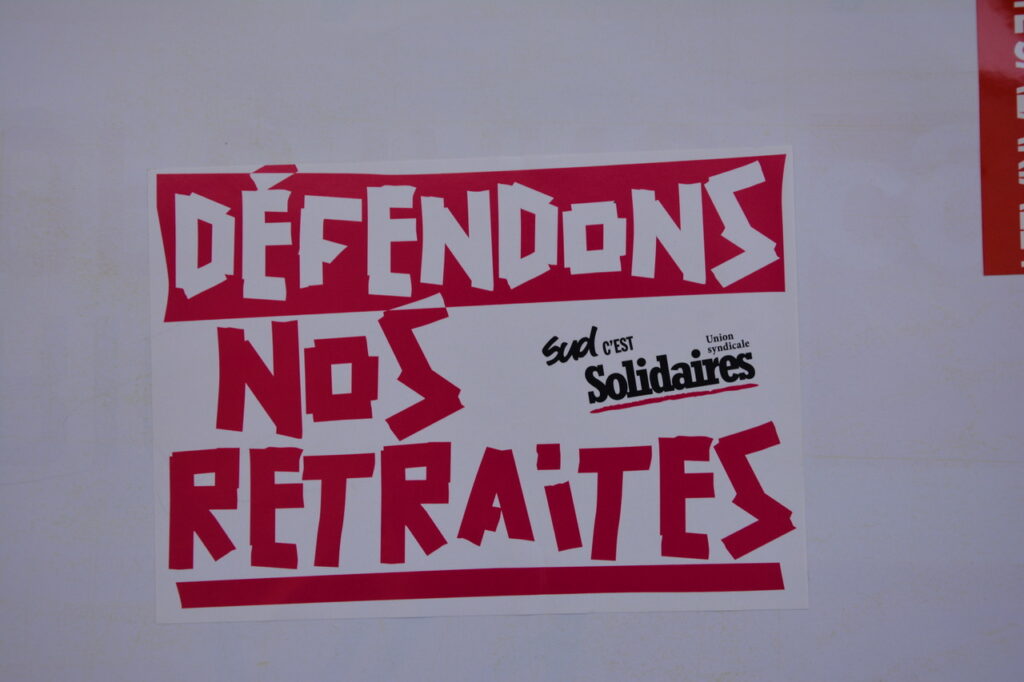 DÉFENDONS
NOS
sud C'EST
Union
syndicale
Solidaires
RETRAiTES